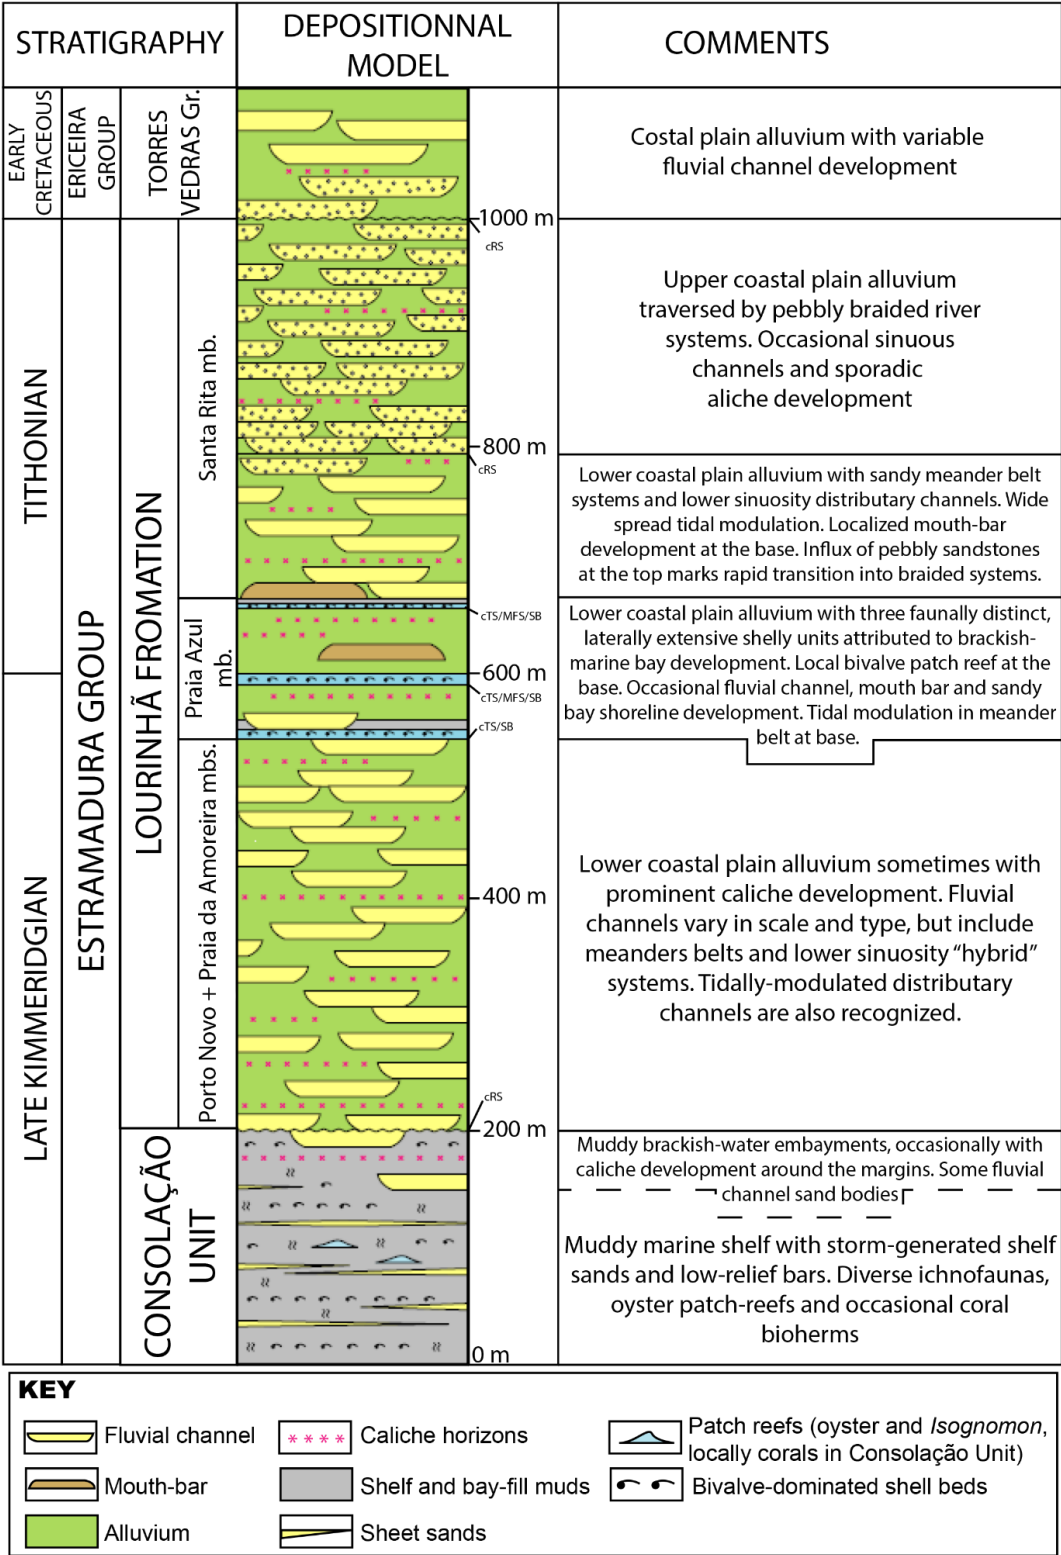 STRATIGRAPHY
DEPOSITIONNAL
MODEL
COMMENTS
EARLY
CRETACEOUS
ERICEIRA
GROUP
TORRES
VEDRAS Gr.
Costal plain alluvium with variable
fluvial channel development
1000 m
cRS
TITHONIAN
Santa Rita mb.
Upper coastal plain alluvium
traversed by pebbly braided river
systems. Occasional sinuous
channels and sporadic
aliche development
800 m
cRS
Lower coastal plain alluvium with sandy meander belt
systems and lower sinuosity distributary channels. Wide
spread tidal modulation. Localized mouth-bar
development at the base. Influx of pebbly sandstones
at the top marks rapid transition into braided systems.
ESTRAMADURA GROUP
LOURINHÃ FROMATION
Praia Azul
mb.
cTS/MFS/SB
600 m
cTS/MFS/SB
cTS/SB
Lower coastal plain alluvium with three faunally distinct,
laterally extensive shelly units attributed to brackish-
marine bay development. Local bivalve patch reef at the
base. Occasional fluvial channel, mouth bar and sandy
bay shoreline development. Tidal modulation in meander
belt at base.
LATE KIMMERIDGIAN
Porto Novo + Praia da Amoreira mbs.
400 m
Lower coastal plain alluvium sometimes with
prominent caliche development. Fluvial
channels vary in scale and type, but include
meanders belts and lower sinuosity “hybrid”
systems. Tidally-modulated distributary
channels are also recognized.
cRS
200 m
CONSOLAÇÃO
UNIT
Muddy brackish-water embayments, occasionally with
caliche development around the margins. Some fluvial
channel sand bodies
Muddy marine shelf with storm-generated shelf
sands and low-relief bars. Diverse ichnofaunas,
oyster patch-reefs and occasional coral
bioherms
0 m
KEY
Fluvial channel
Caliche horizons
Patch reefs (oyster and Isognomon,
locally corals in Consolação Unit)
Mouth-bar
Shelf and bay-fill muds
Bivalve-dominated shell beds
Alluvium
Sheet sands